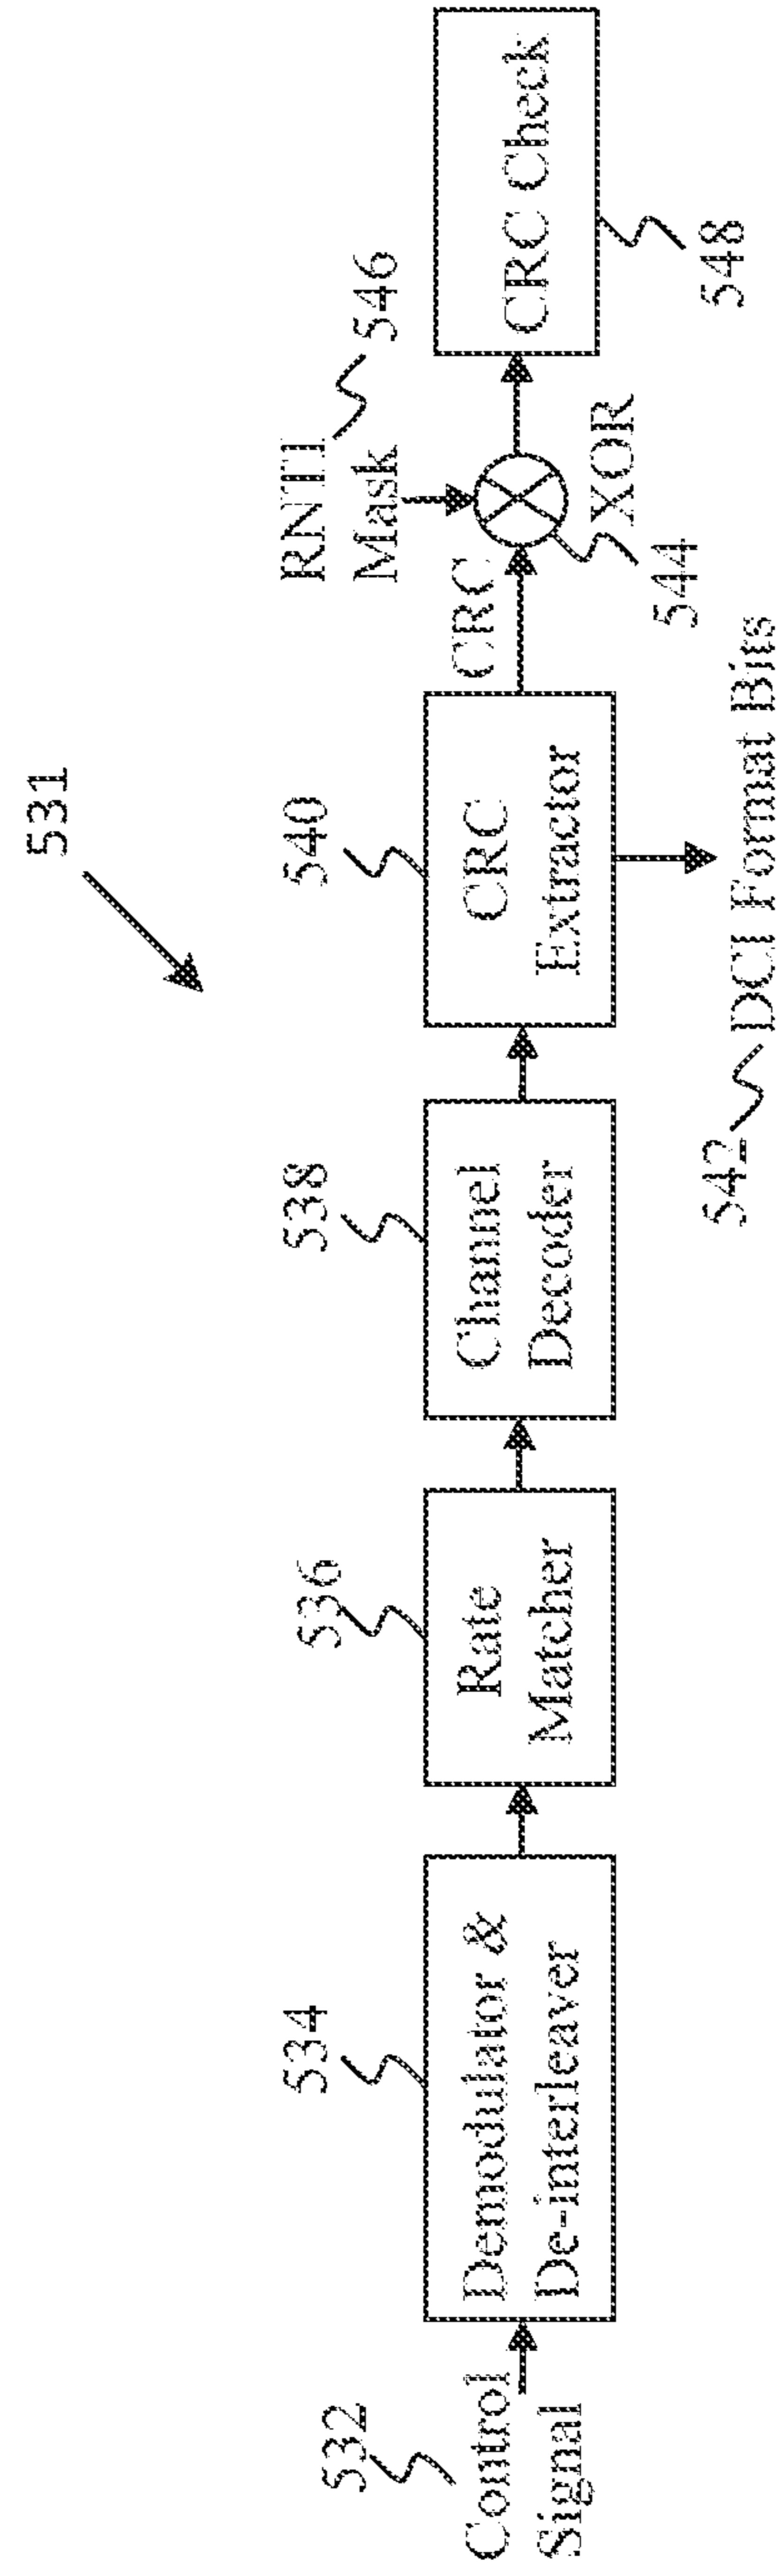 531
532
Control
Signal
534
Demodulator &
De-interleaver
536
Rate
Matcher
538
Channel
Decoder
540
CRC
Extractor
542
DCI Format Bits
CRC
RNTI
Mask
546
XOR
544
CRC Check
548